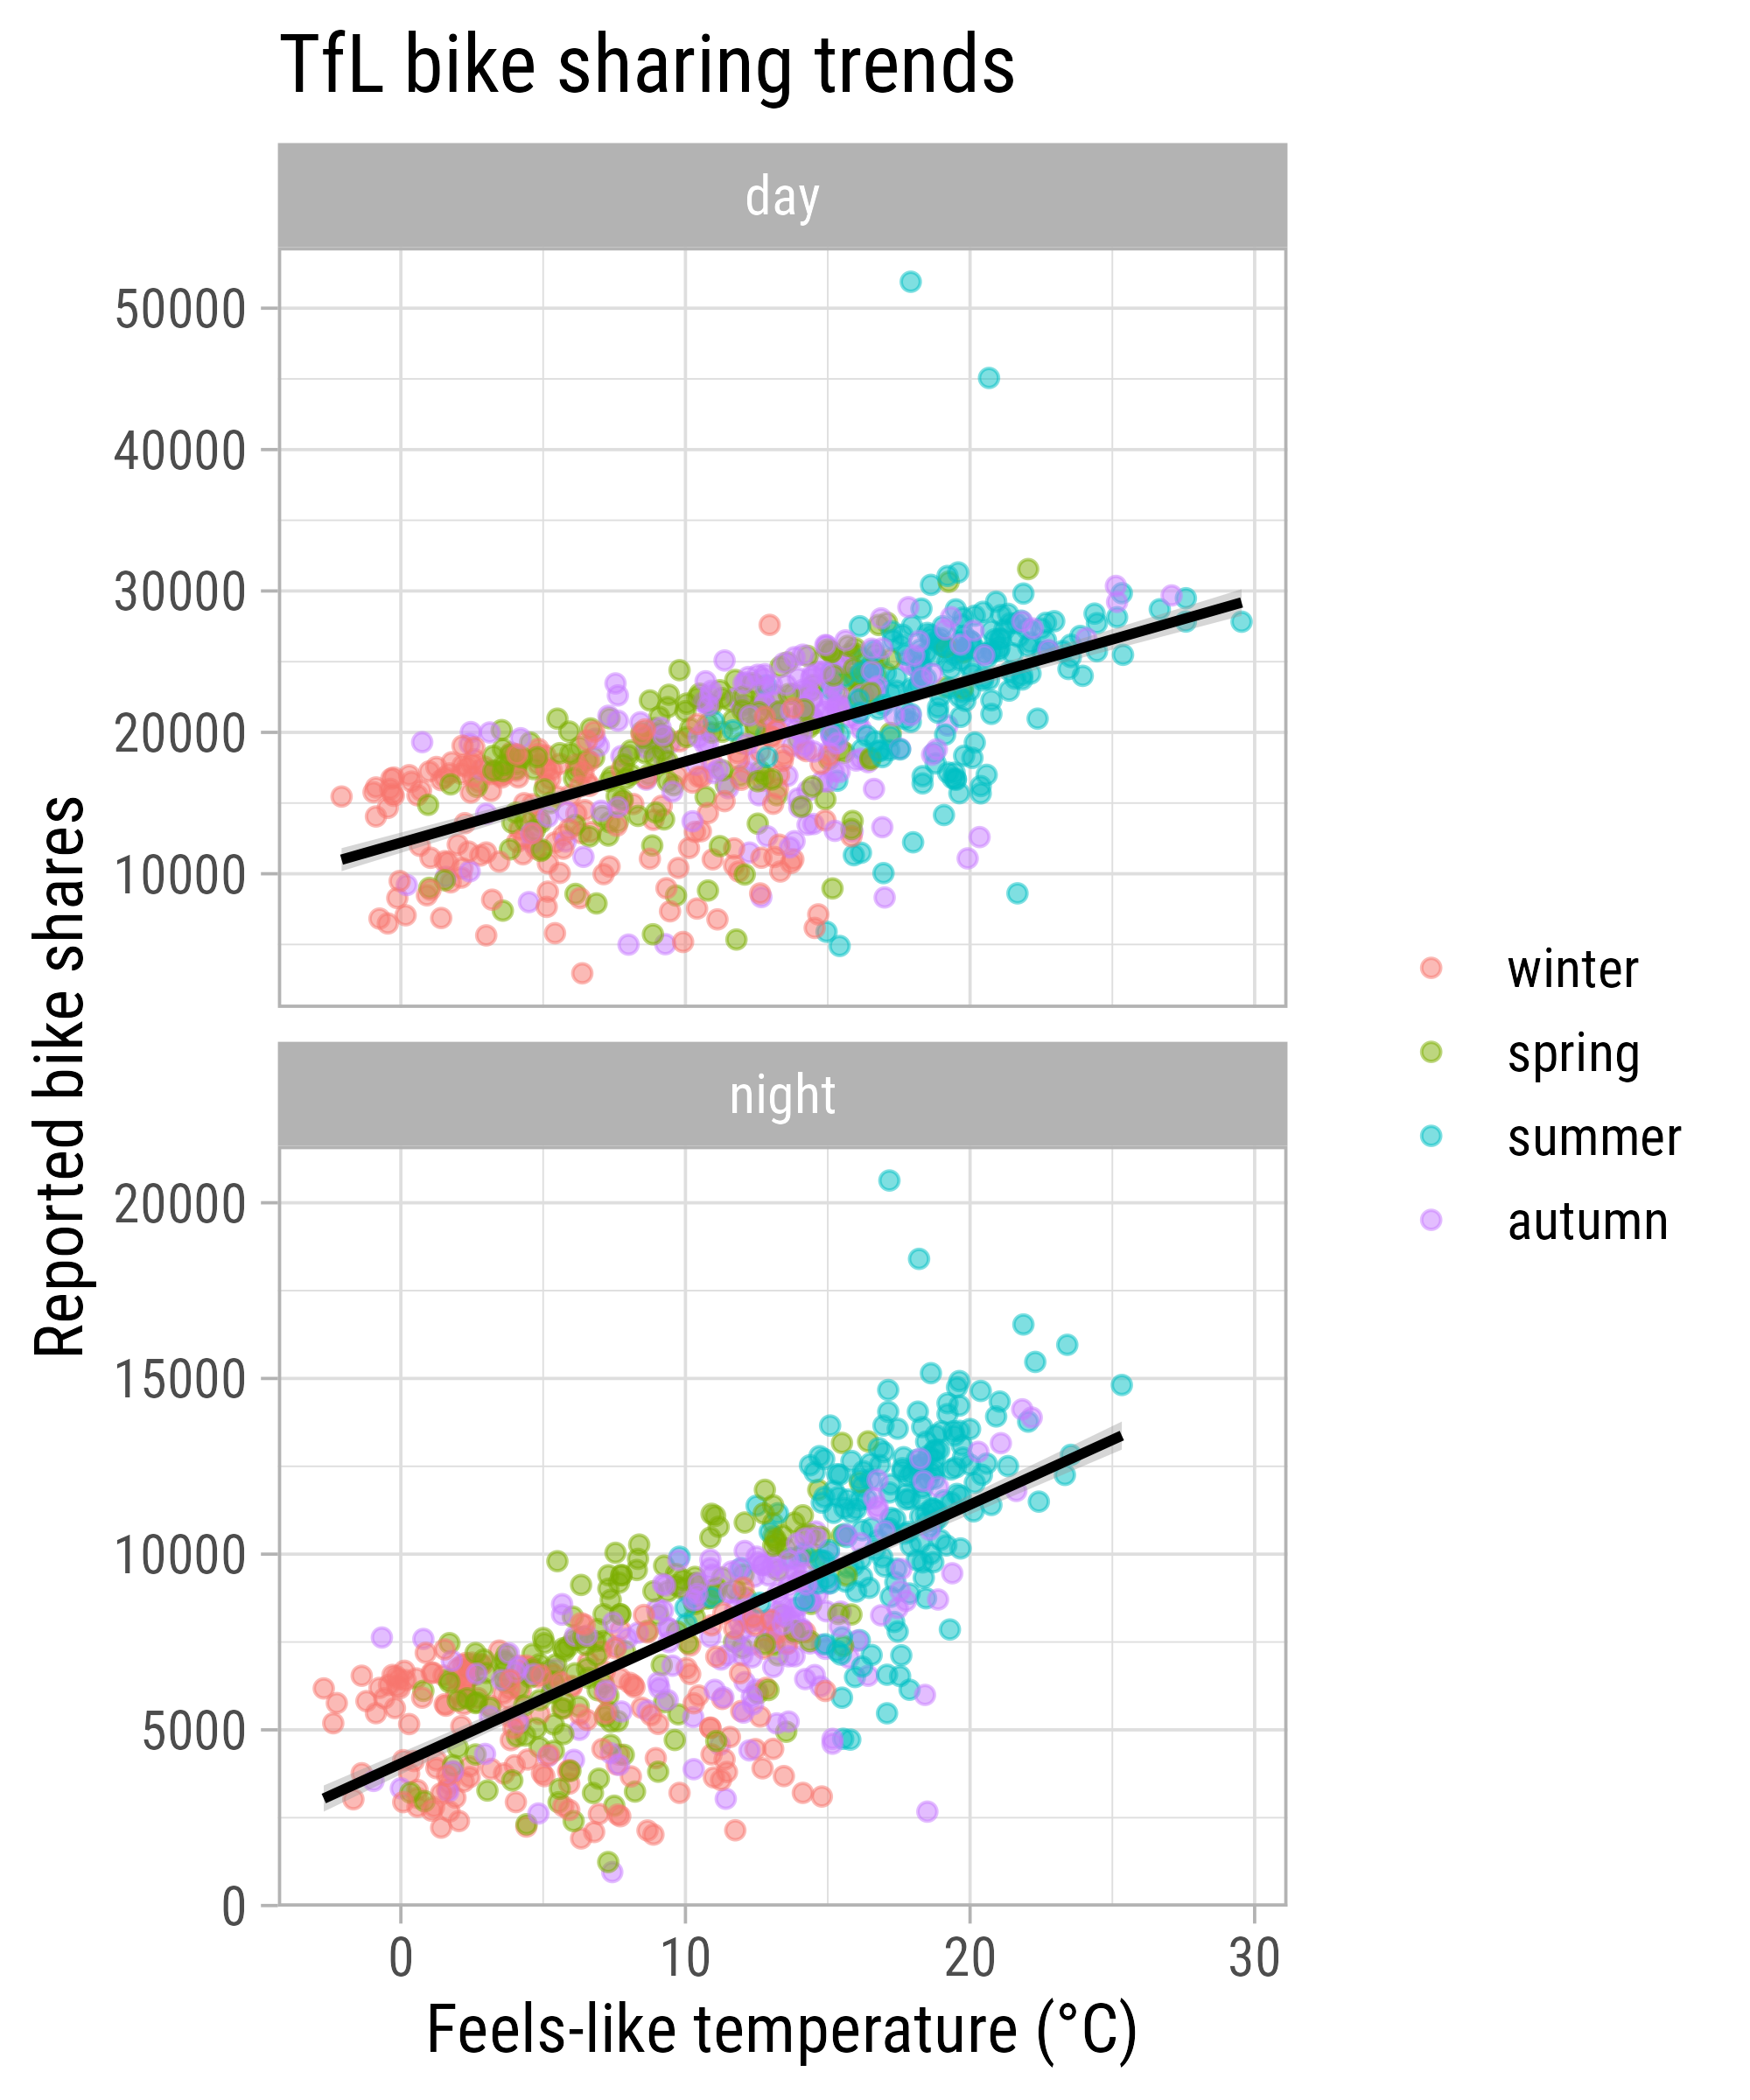 TfL bike sharing trends
day
50000
40000
30000
20000
10000
night
20000
15000
10000
5000
0
0 10 20 30
Feels-like temperature (°C)
Reported bike shares
winter
spring
summer
autumn